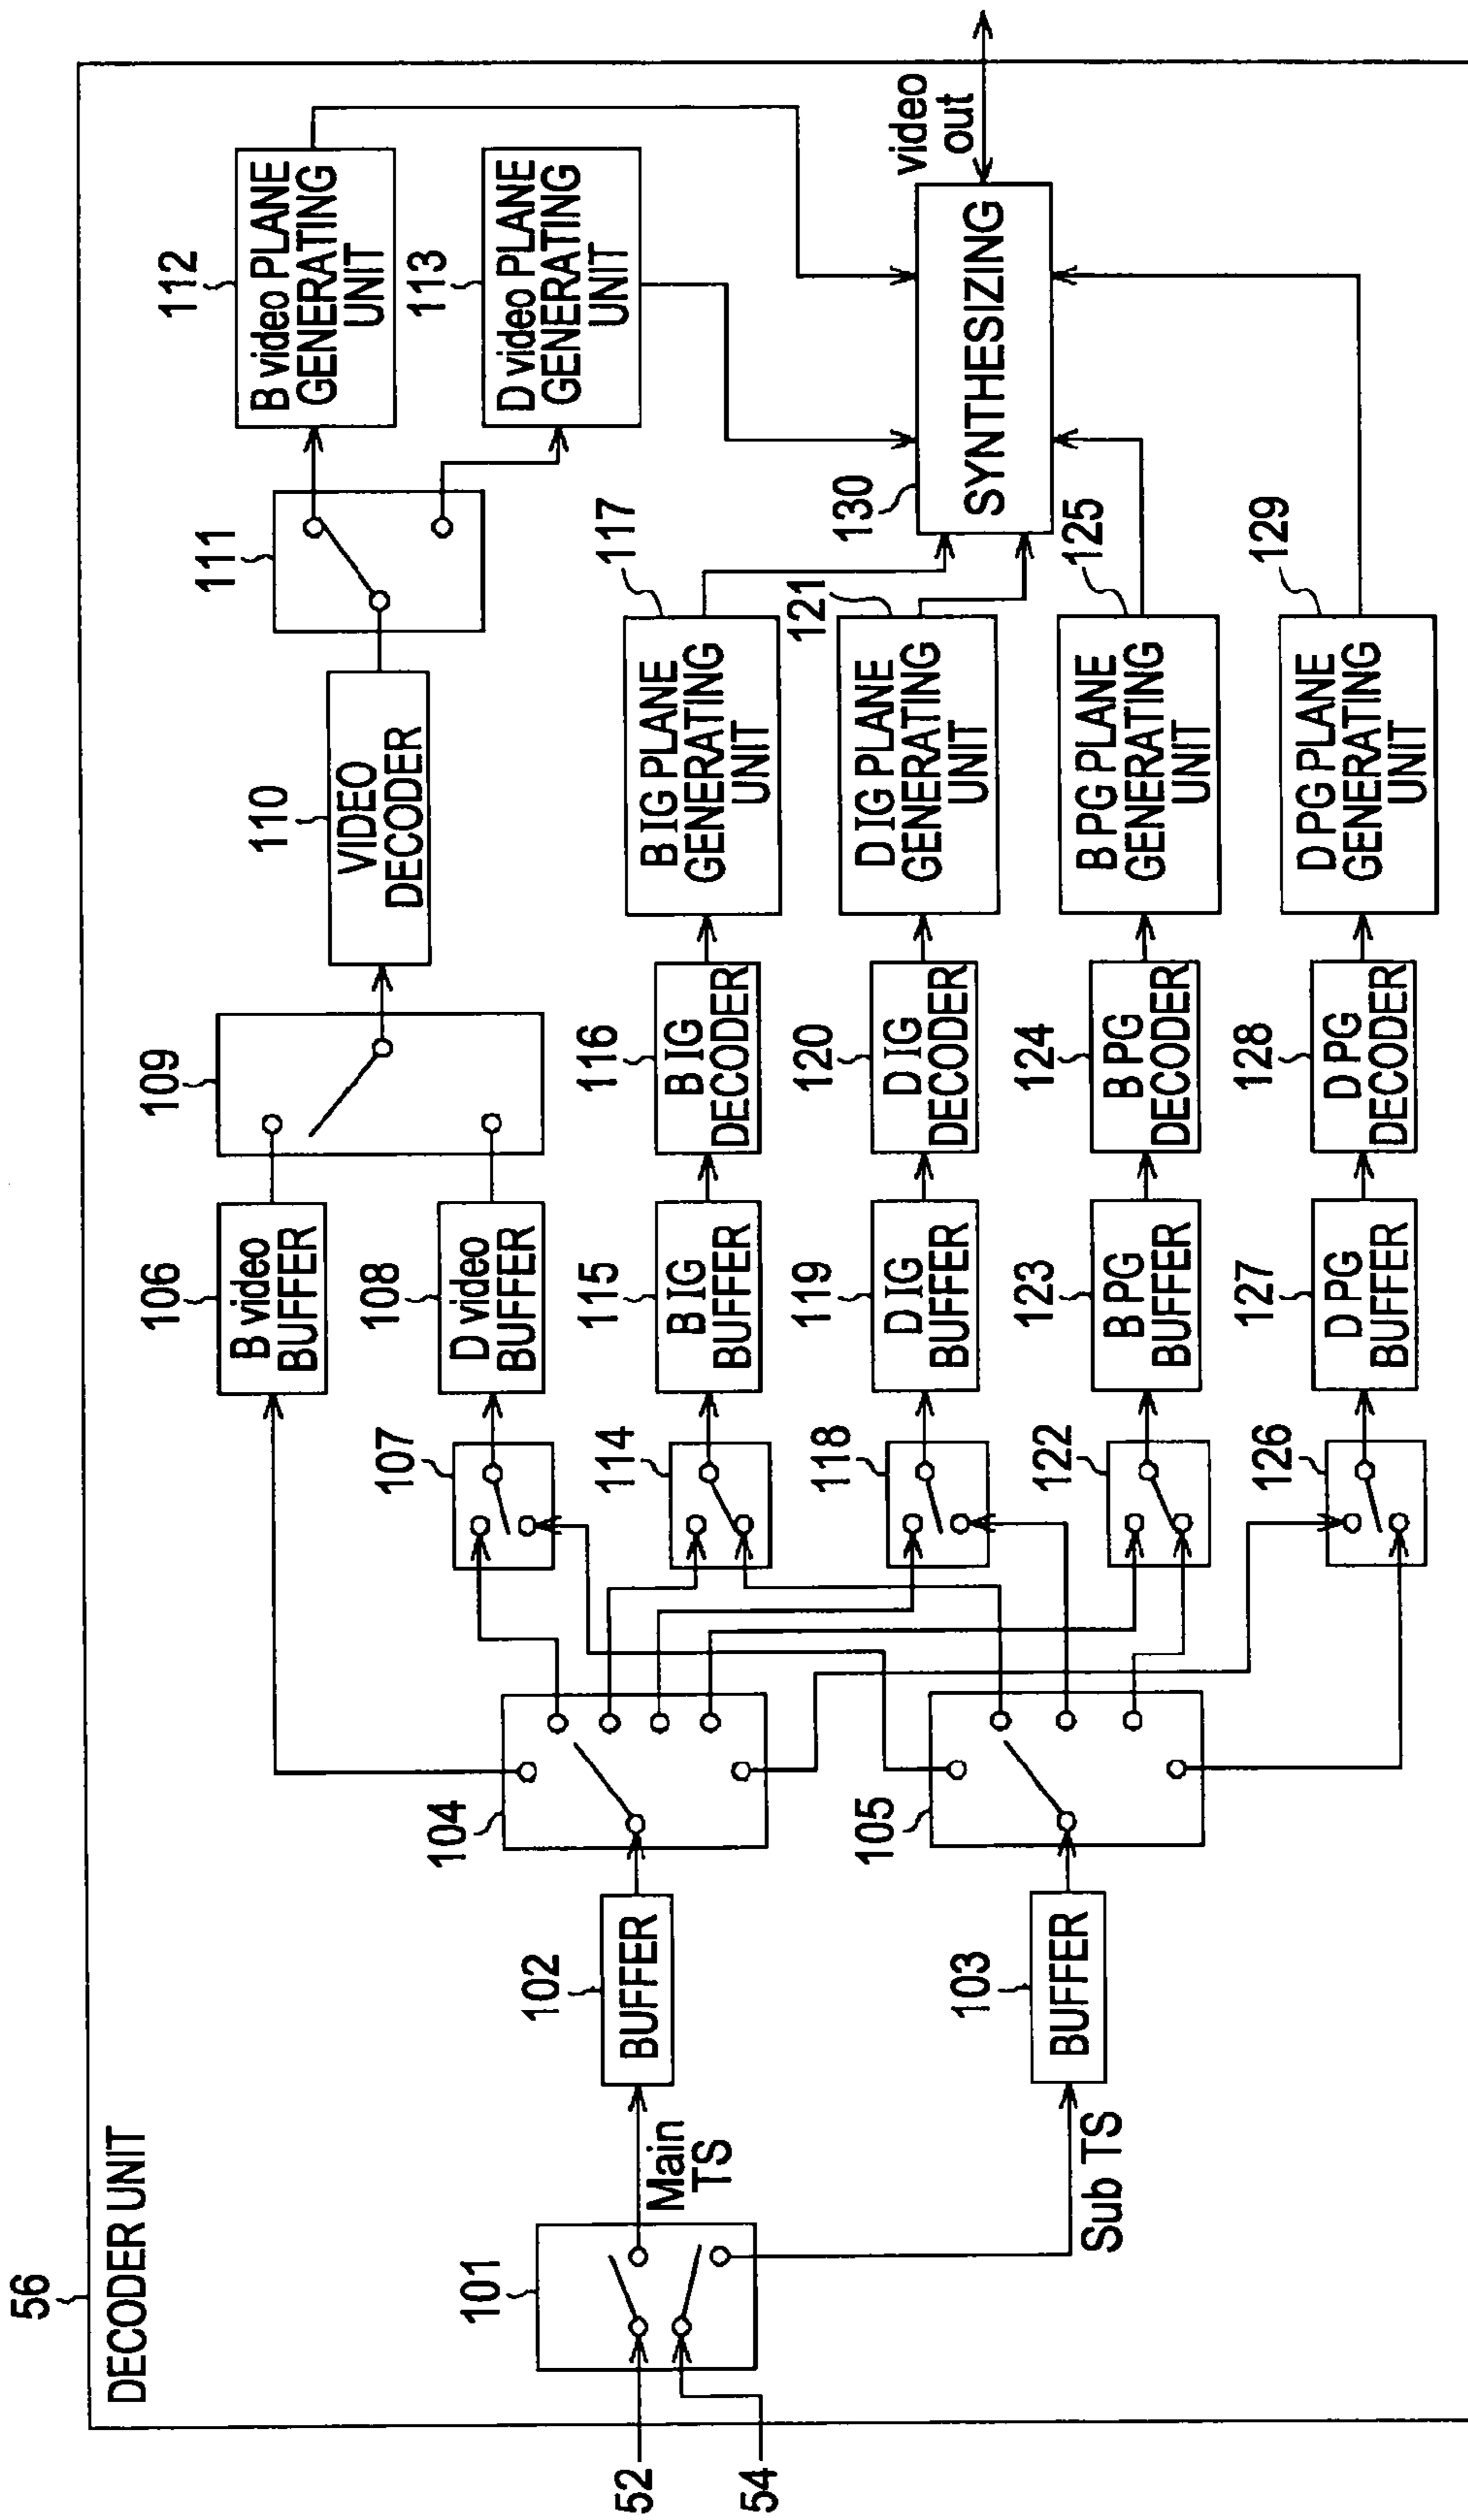 56
DECODER UNIT
52
54
101
Main
TS
Sub TS
102
BUFFER
103
BUFFER
104
105
106
B video
BUFFER
107
108
D video
BUFFER
109
110
VIDEO
DECODER
111
112
B video PLANE
GENERATING
UNIT
113
D video PLANE
GENERATING
UNIT
114
115
B IG
BUFFER
116
B IG
DECODER
117
B IG PLANE
GENERATING
UNIT
118
119
D IG
BUFFER
120
D IG
DECODER
121
D IG PLANE
GENERATING
UNIT
122
123
B PG
BUFFER
124
B PG
DECODER
125
B PG PLANE
GENERATING
UNIT
126
127
D PG
BUFFER
128
D PG
DECODER
129
D PG PLANE
GENERATING
UNIT
130
SYNTHESIZING
video
out